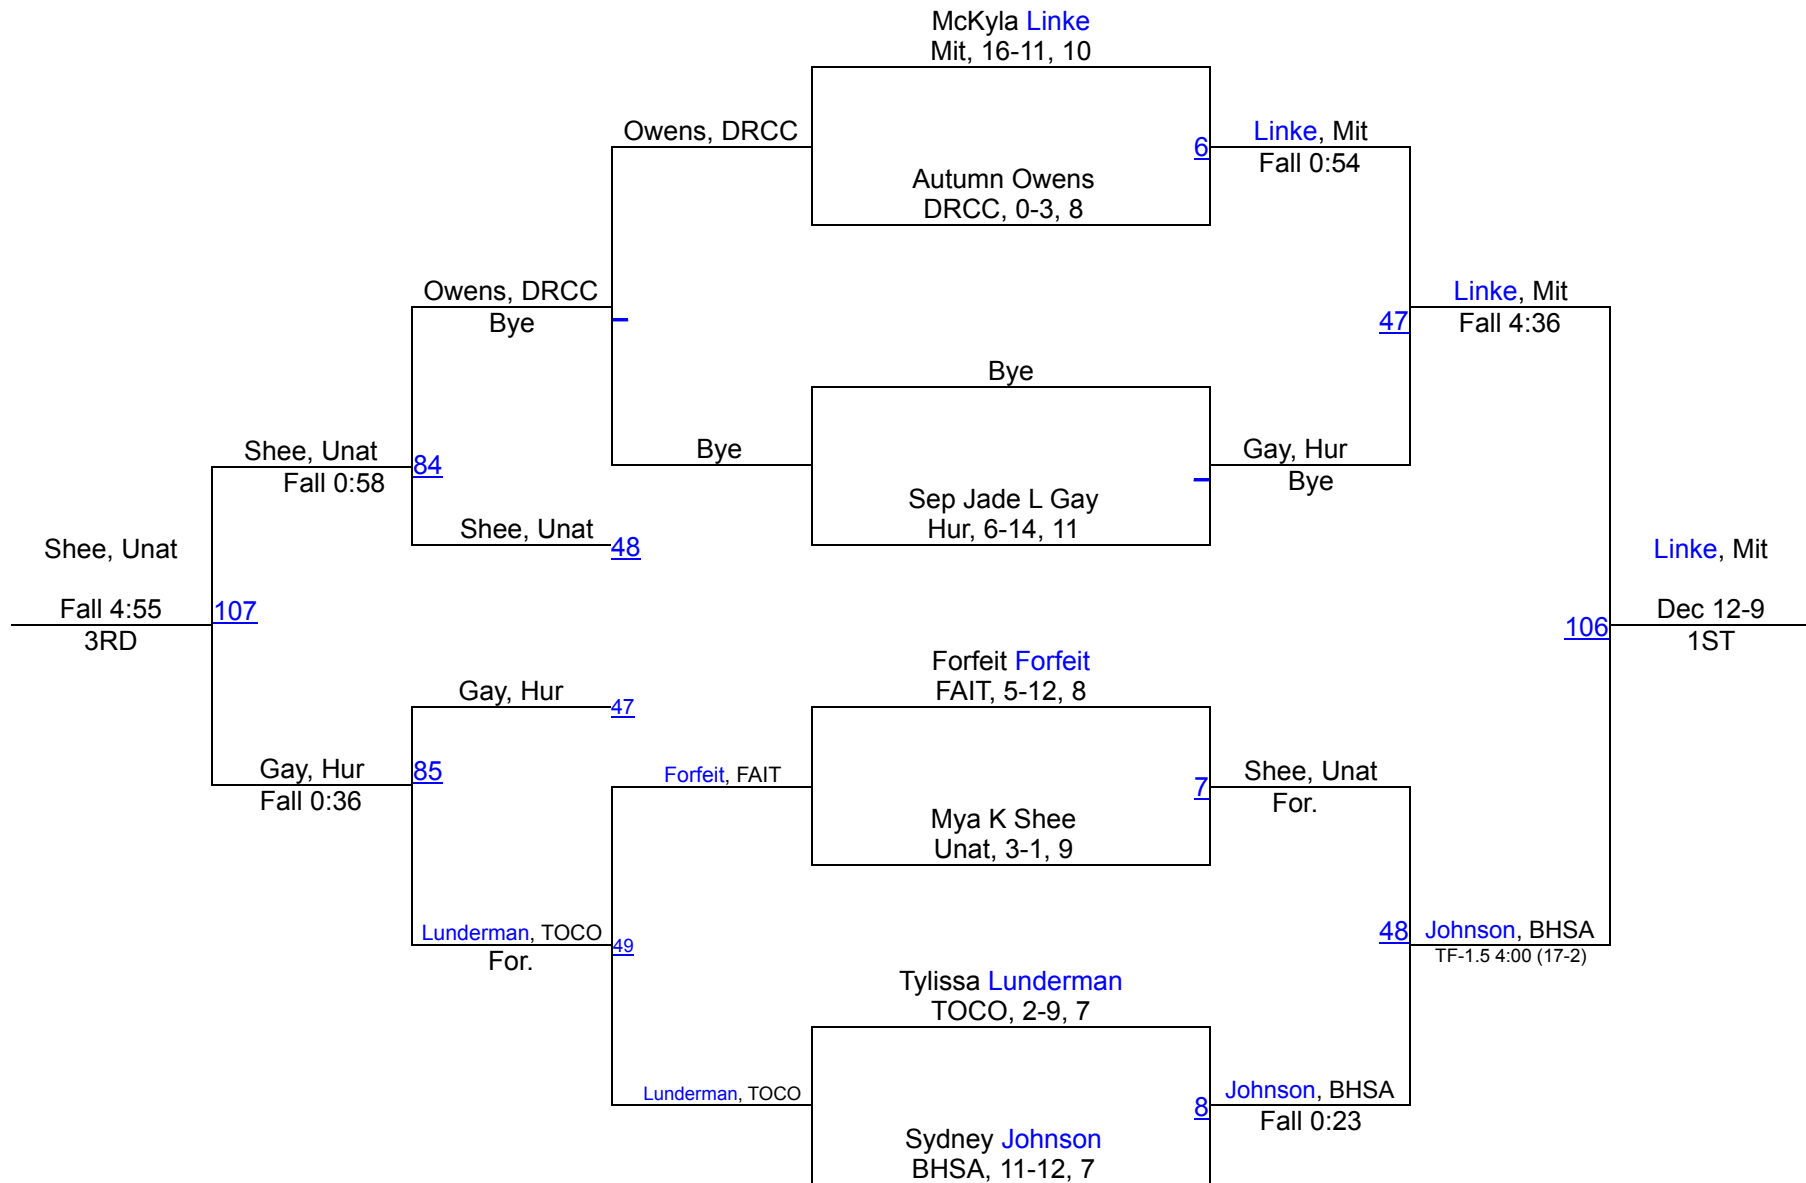 McKyla Linke
Mit, 16-11, 10
Owens, DRCC
6
Linke, Mit
Fall 0:54
Autumn Owens
DRCC, 0-3, 8
Owens, DRCC
Bye
Linke, Mit
47
Fall 4:36
Bye
Shee, Unat
84
Fall 0:58
Bye
Gay, Hur
Bye
Sep Jade L Gay
Hur, 6-14, 11
Shee, Unat
48
Shee, Unat
Linke, Mit
Fall 4:55
107
3RD
Dec 12-9
106
1ST
Forfeit Forfeit
FAIT, 5-12, 8
Gay, Hur
47
Gay, Hur
85
Fall 0:36
Forfeit, FAIT
7
Shee, Unat
For.
Mya K Shee
Unat, 3-1, 9
Lunderman, TOCO
49
For.
48
Johnson, BHSA
TF-1.5 4:00 (17-2)
Tylissa Lunderman
TOCO, 2-9, 7
Lunderman, TOCO
8
Johnson, BHSA
Fall 0:23
Sydney Johnson
BHSA, 11-12, 7